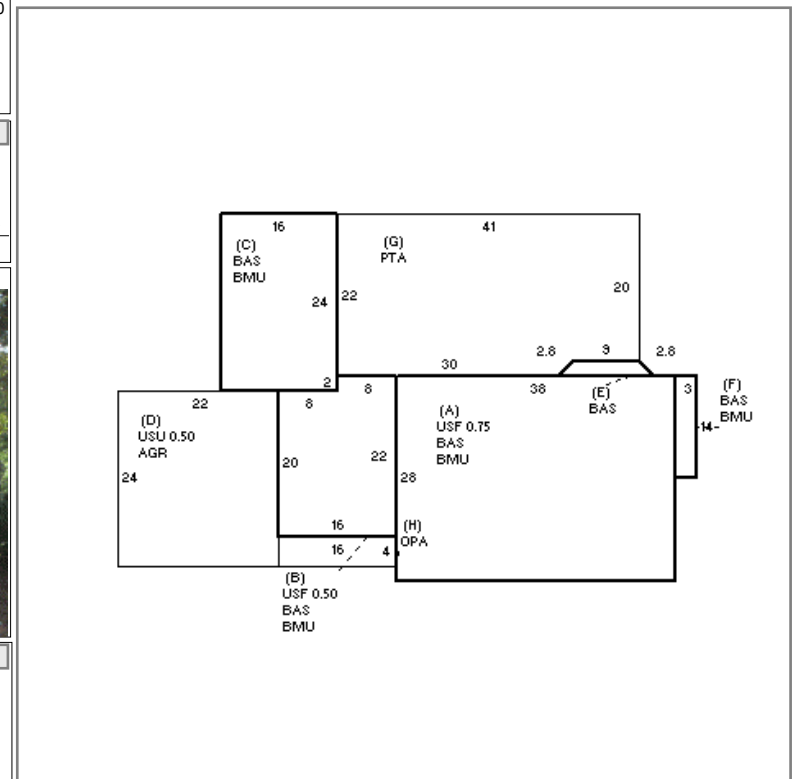 16
41
(C)
BAS
BMU
(G)
PTA
24
22
20
2.8
9
2.8
30
2
22
8
8
38
3
(F)
BAS
BMU
(E)
BAS
(D)
USU 0.50
AGR
(A)
USF 0.75
BAS
BMU
14
24
20
22
28
16
(H)
OPA
16
4
(B)
USF 0.50
BAS
BMU